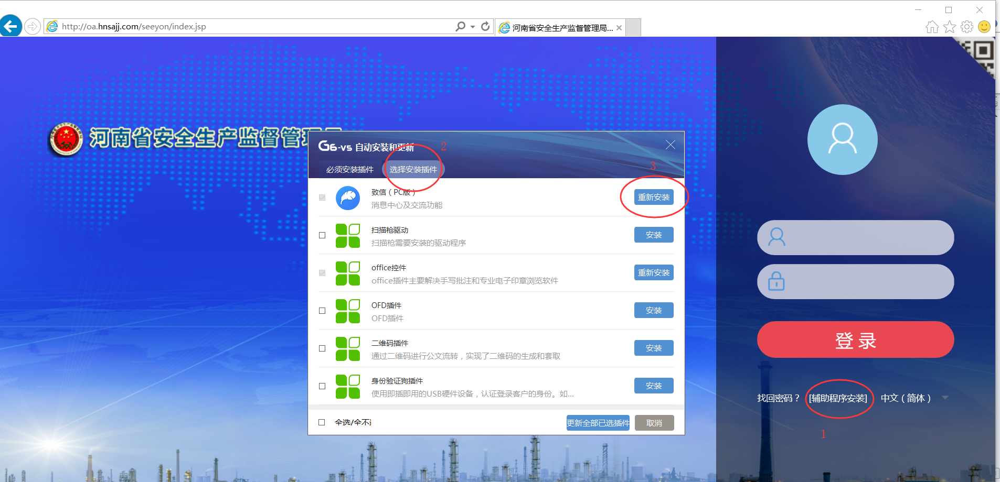 http://oa.hnsajj.com/seeyon/index.jsp
河南省安全生产监督管理局...
河南省安全生产监督管理局
G6-V5 自动安装和更新
2
必须安装插件
选择安装插件
3
致信（PC版）
消息中心及交流功能
重新安装
扫描枪驱动
扫描枪需要安装的驱动程序
安装
office控件
office插件主要解决手写批注和专业电子印章浏览软件
重新安装
OFD插件
OFD插件
安装
二维码插件
通过二维码进行公文流转，实现了二维码的生成和套取
安装
身份验证狗插件
使用即插即用的USB硬件设备，认证登录客户的身份。如...
安装
全选/全不
更新全部已选插件
取消
登 录
找回密码？ [辅助程序安装] 中文（简体）
1